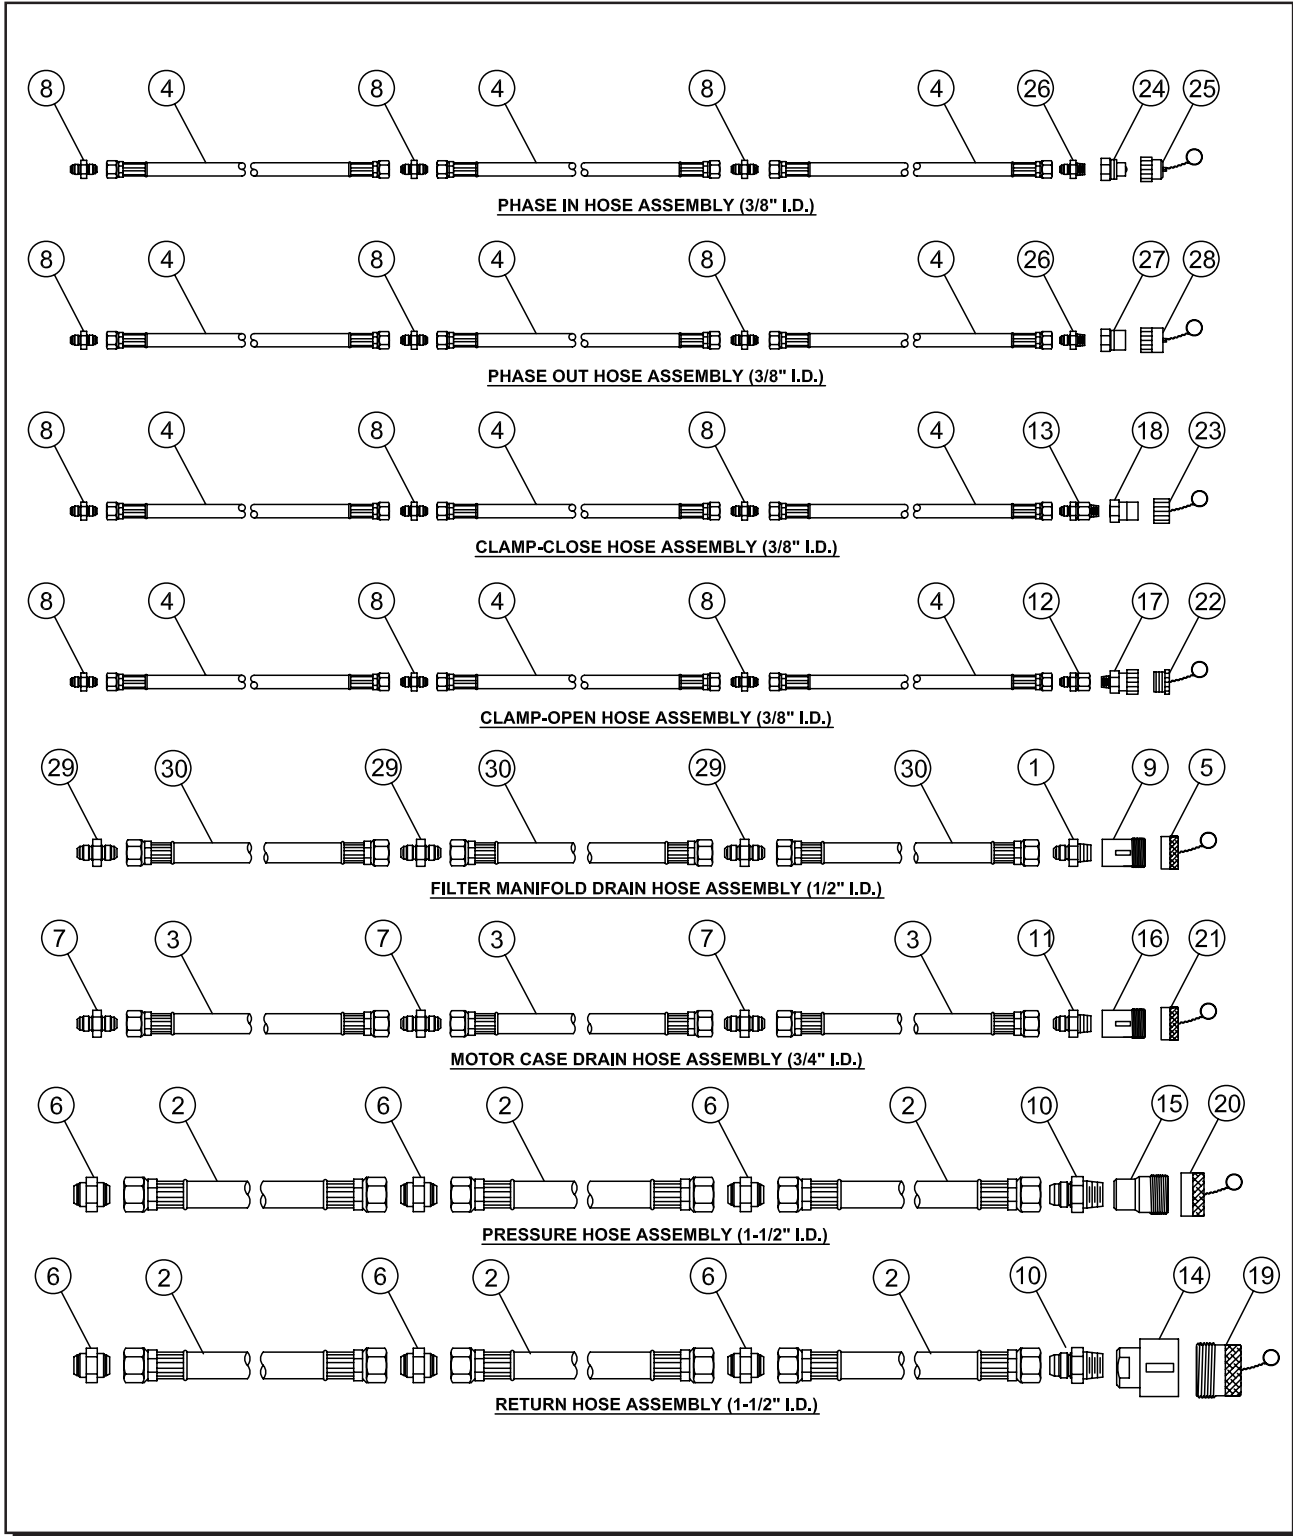 8 4 8 4 8 4 26 24 25
PHASE IN HOSE ASSEMBLY (3/8" I.D.)
8 4 8 4 8 4 26 27 28
PHASE OUT HOSE ASSEMBLY (3/8" I.D.)
8 4 8 4 8 4 13 18 23
CLAMP-CLOSE HOSE ASSEMBLY (3/8" I.D.)
8 4 8 4 8 4 12 17 22
CLAMP-OPEN HOSE ASSEMBLY (3/8" I.D.)
29 30 29 30 29 30 1 9 5
FILTER MANIFOLD DRAIN HOSE ASSEMBLY (1/2" I.D.)
7 3 7 3 7 3 11 16 21
MOTOR CASE DRAIN HOSE ASSEMBLY (3/4" I.D.)
6 2 6 2 6 2 10 15 20
PRESSURE HOSE ASSEMBLY (1-1/2" I.D.)
6 2 6 2 6 2 10 14 19
RETURN HOSE ASSEMBLY (1-1/2" I.D.)